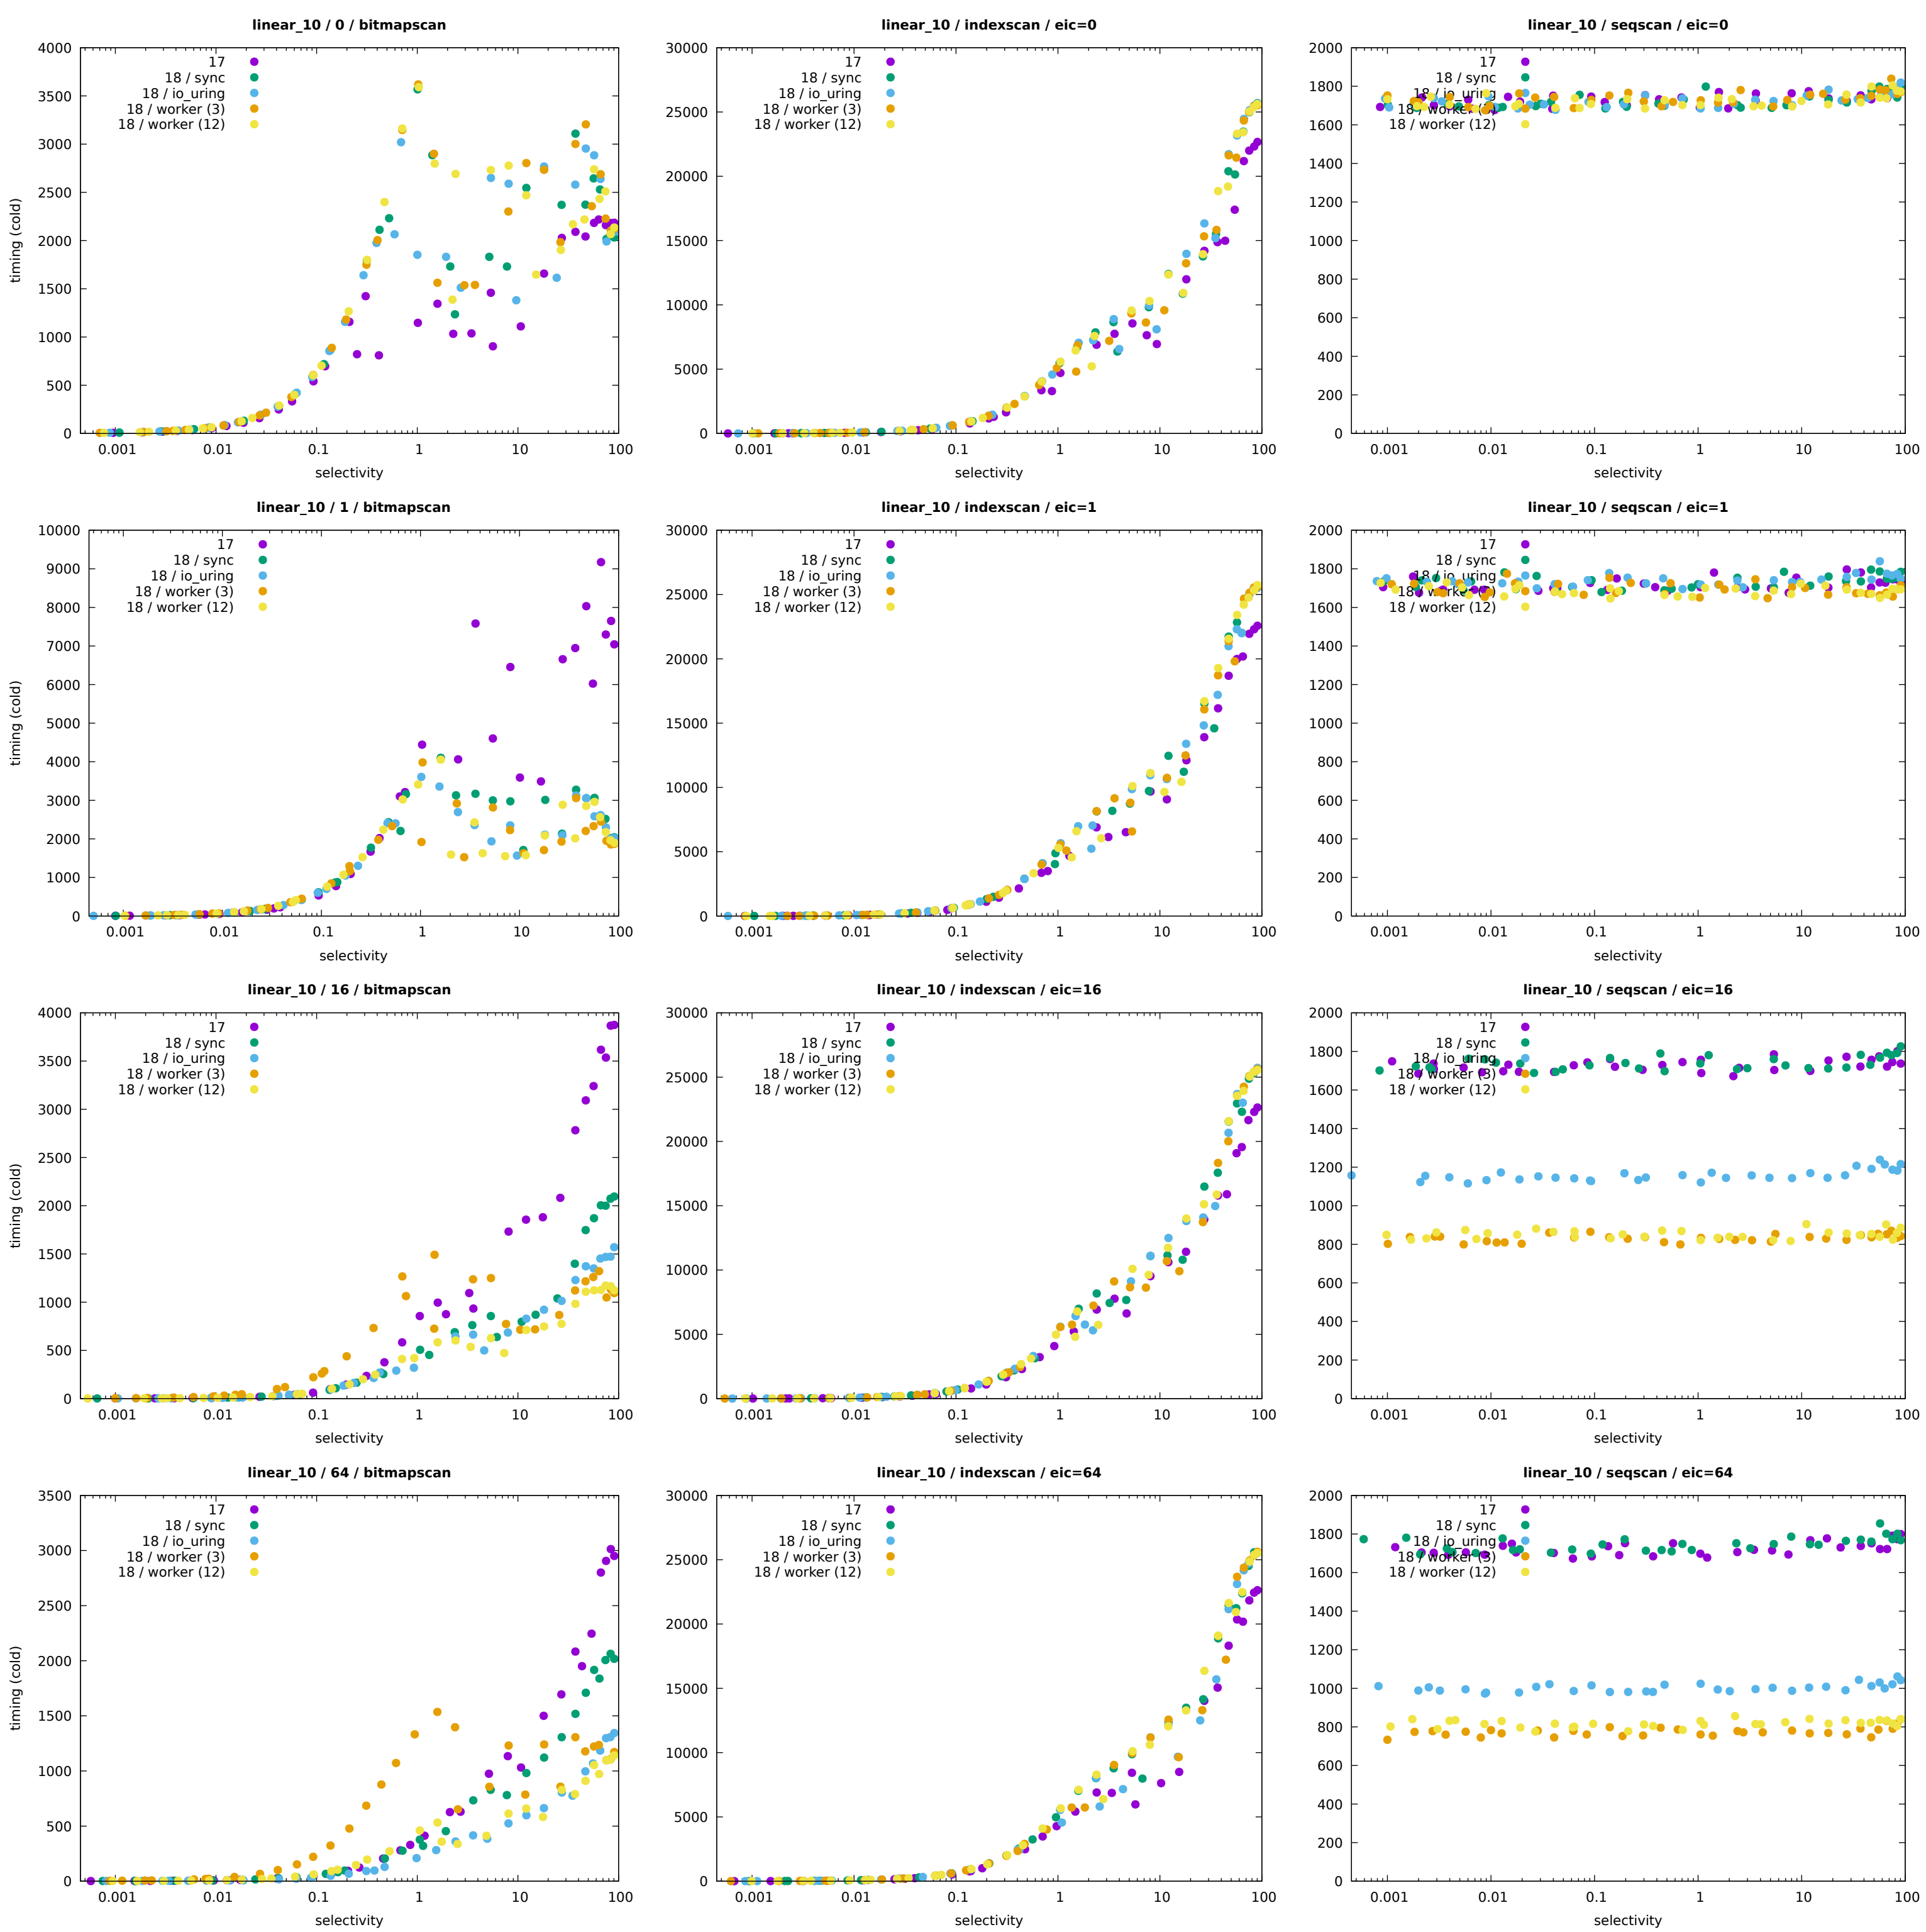 linear_10 / 0 / bitmapscan
timing (cold)
4000
3500
3000
2500
2000
1500
1000
500
0
17
18 / sync
18 / io_uring
18 / worker (3)
18 / worker (12)
0.001 0.01 0.1 1 10 100
selectivity
linear_10 / indexscan / eic=0
30000
25000
20000
15000
10000
5000
0
17
18 / sync
18 / io_uring
18 / worker (3)
18 / worker (12)
0.001 0.01 0.1 1 10 100
selectivity
linear_10 / seqscan / eic=0
2000
1800
1600
1400
1200
1000
800
600
400
200
0
17
18 / sync
18 / io_uring
18 / worker
18 / worker (12)
0.001 0.01 0.1 1 10 100
selectivity
linear_10 / 1 / bitmapscan
timing (cold)
10000
9000
8000
7000
6000
5000
4000
3000
2000
1000
0
17
18 / sync
18 / io_uring
18 / worker (3)
18 / worker (12)
0.001 0.01 0.1 1 10 100
selectivity
linear_10 / indexscan / eic=1
30000
25000
20000
15000
10000
5000
0
17
18 / sync
18 / io_uring
18 / worker (3)
18 / worker (12)
0.001 0.01 0.1 1 10 100
selectivity
linear_10 / seqscan / eic=1
2000
1800
1600
1400
1200
1000
800
600
400
200
0
17
18 / sync
18 / io_uring
18 / worker
18 / worker (12)
0.001 0.01 0.1 1 10 100
selectivity
linear_10 / 16 / bitmapscan
timing (cold)
4000
3500
3000
2500
2000
1500
1000
500
0
17
18 / sync
18 / io_uring
18 / worker (3)
18 / worker (12)
0.001 0.01 0.1 1 10 100
selectivity
linear_10 / indexscan / eic=16
30000
25000
20000
15000
10000
5000
0
17
18 / sync
18 / io_uring
18 / worker (3)
18 / worker (12)
0.001 0.01 0.1 1 10 100
selectivity
linear_10 / seqscan / eic=16
2000
1800
1600
1400
1200
1000
800
600
400
200
0
17
18 / sync
18 / io_uring
18 / worker (3)
18 / worker (12)
0.001 0.01 0.1 1 10 100
selectivity
linear_10 / 64 / bitmapscan
timing (cold)
3500
3000
2500
2000
1500
1000
500
0
17
18 / sync
18 / io_uring
18 / worker (3)
18 / worker (12)
0.001 0.01 0.1 1 10 100
selectivity
linear_10 / indexscan / eic=64
30000
25000
20000
15000
10000
5000
0
17
18 / sync
18 / io_uring
18 / worker (3)
18 / worker (12)
0.001 0.01 0.1 1 10 100
selectivity
linear_10 / seqscan / eic=64
2000
1800
1600
1400
1200
1000
800
600
400
200
0
17
18 / sync
18 / io_uring
18 / worker (3)
18 / worker (12)
0.001 0.01 0.1 1 10 100
selectivity